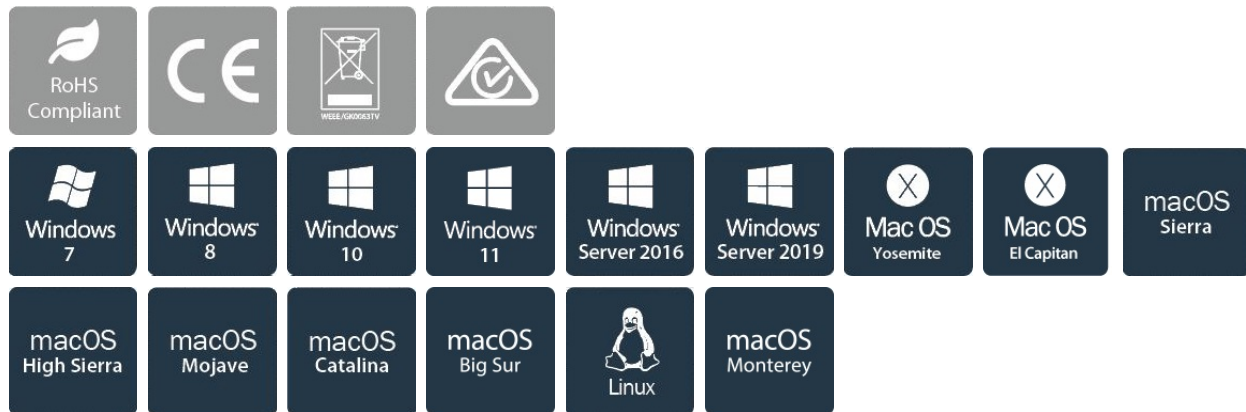 RoHS
Compliant
CE
WEEE/GK0063TV
Windows
7
Windows
8
Windows
10
Windows
11
Windows
Server 2016
Windows
Server 2019
X
Mac OS
Yosemite
X
Mac OS
El Capitan
macOS
Sierra
macOS
High Sierra
macOS
Mojave
macOS
Catalina
macOS
Big Sur
Linux
macOS
Monterey